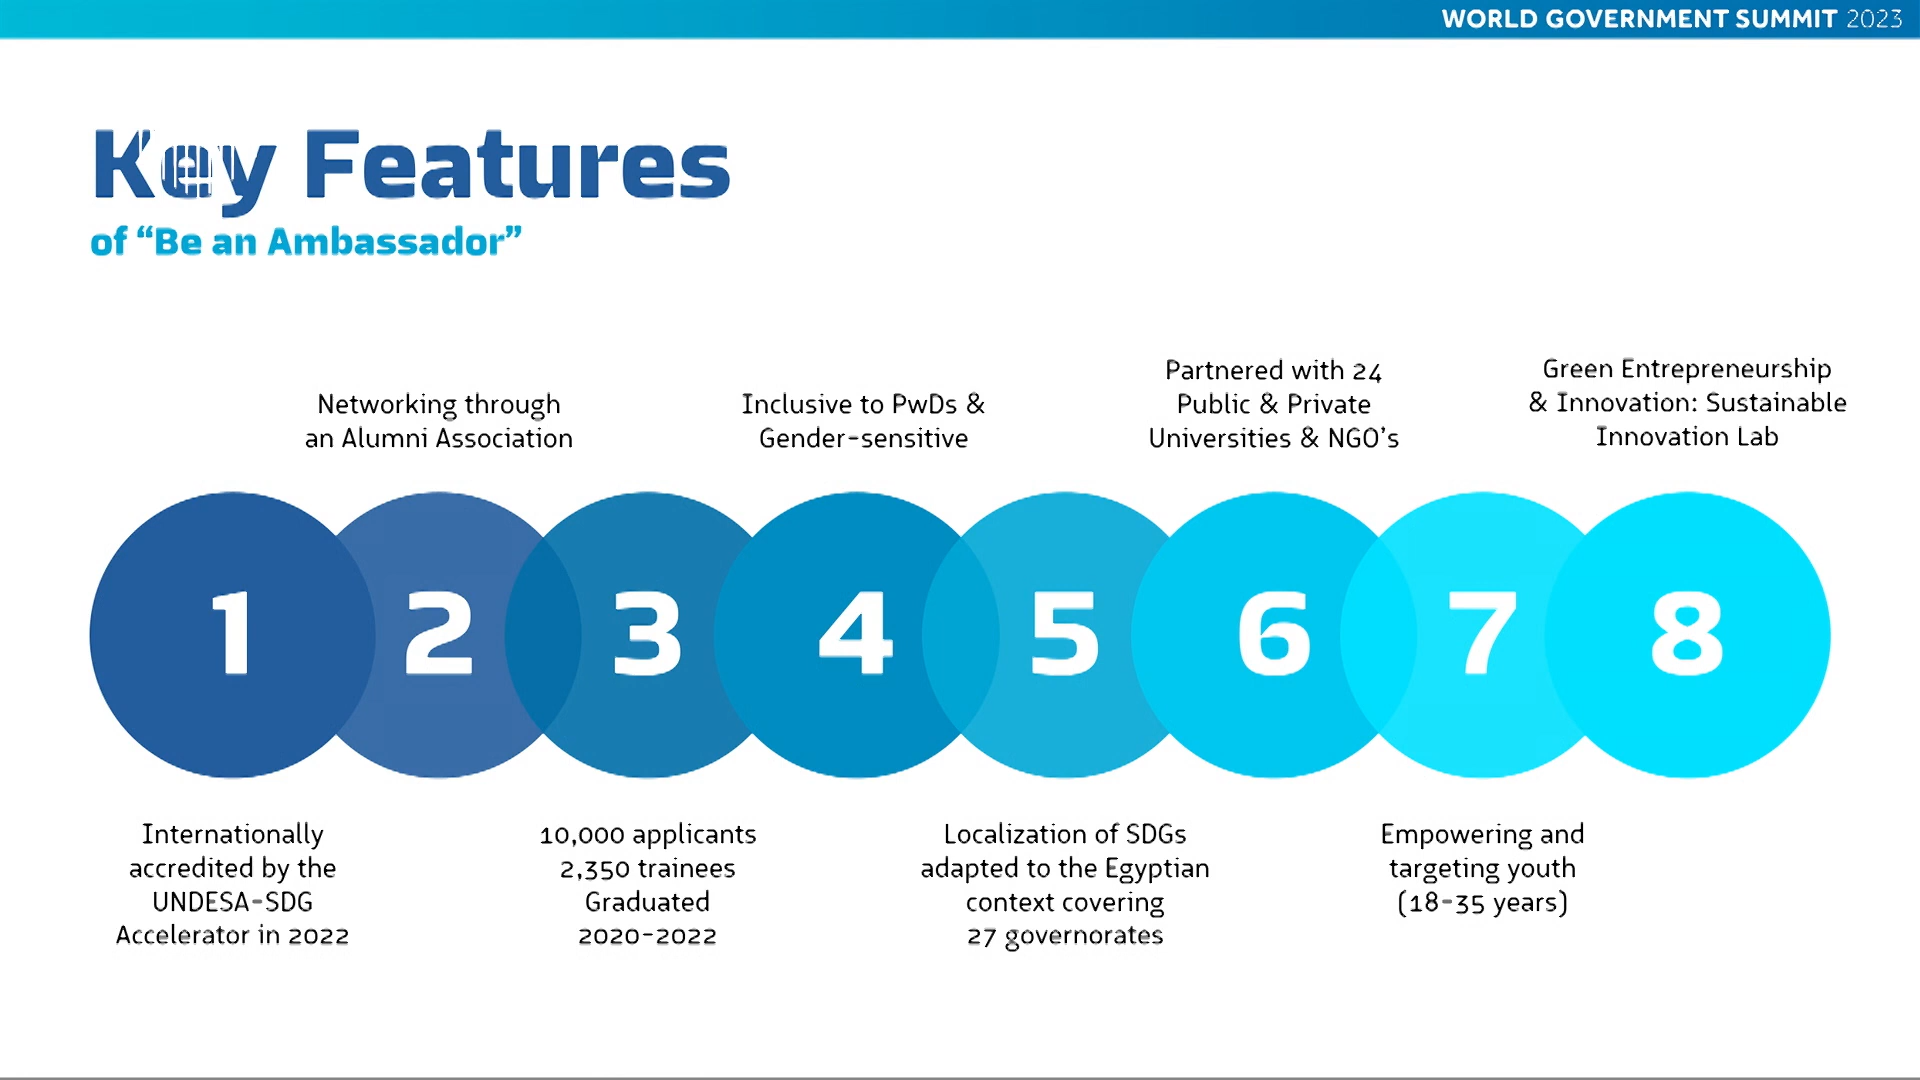 WORLD GOVERNMENT SUMMIT 2023
Key Features
of “Be an Ambassador”
Networking through
an Alumni Association
Inclusive to PwDs &
Gender-sensitive
Partnered with 24
Public & Private
Universities & NGO’s
Green Entrepreneurship
& Innovation: Sustainable
Innovation Lab
1
2
3
4
5
6
7
8
Internationally
accredited by the
UNDESA-SDG
Accelerator in 2022
10,000 applicants
2,350 trainees
Graduated
2020-2022
Localization of SDGs
adapted to the Egyptian
context covering
27 governorates
Empowering and
targeting youth
(18-35 years)